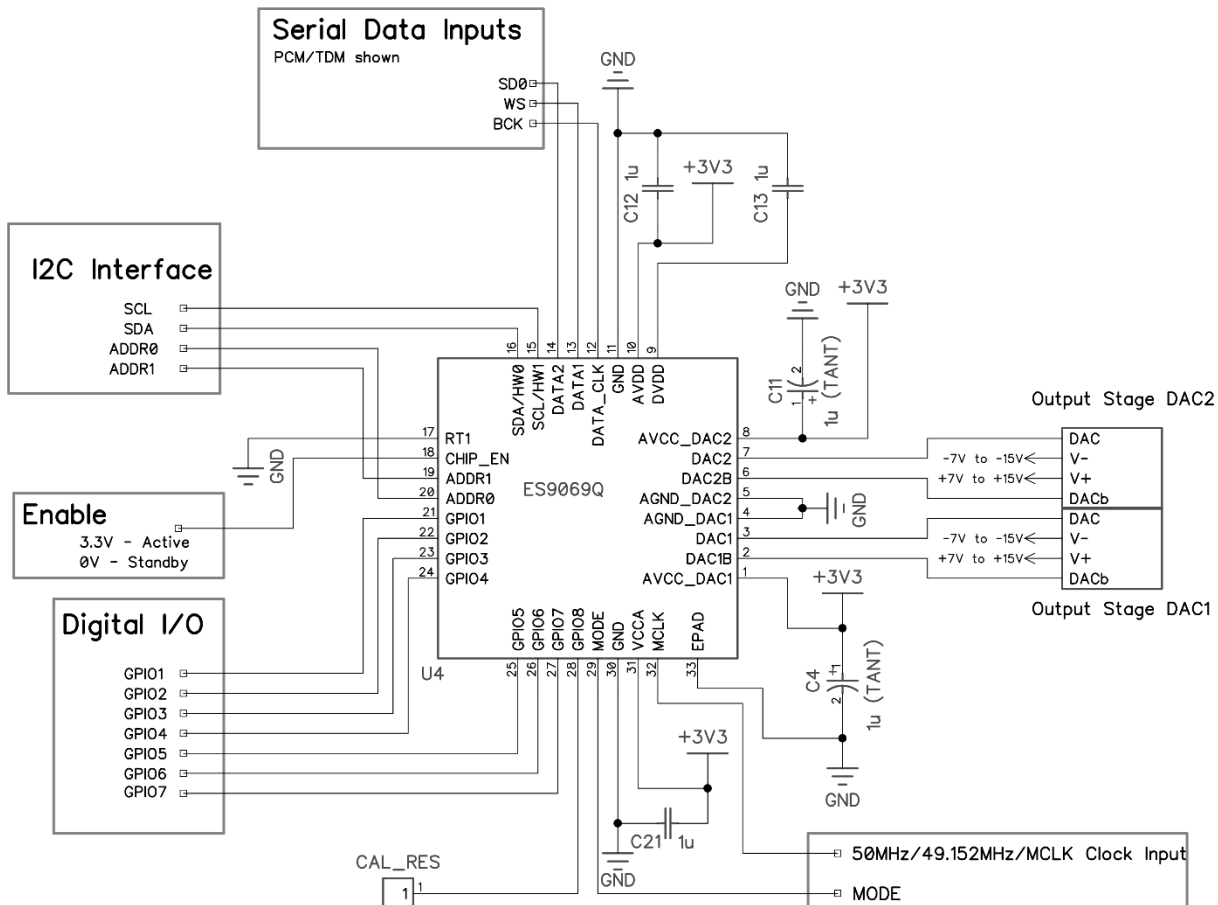 Serial Data Inputs
PCM/TDM shown
SD0
WS
BCK
GND
C12 1u
+3V3
C13 1u
I2C Interface
SCL
SDA
ADDR0
ADDR1
GND
+3V3
C11
1
2
+
1u (TANT)
16 15 14 13 12 11 10 9
SDA/HW0
SCL/HW1
DATA2
DATA1
DATA_CLK
GND
AVDD
DVDD
17 RT1
18 CHIP_EN
19 ADDR1
20 ADDR0
21 GPIO1
22 GPIO2
23 GPIO3
24 GPIO4
GND
ES9069Q
AVCC_DAC2 8
DAC2 7
DAC2B 6
AGND_DAC2 5
AGND_DAC1 4
DAC1 3
DAC1B 2
AVCC_DAC1 1
GND
Output Stage DAC2
DAC
-7V to -15V V-
+7V to +15V V+
DACb
DAC
-7V to -15V V-
+7V to +15V V+
DACb
Output Stage DAC1
Enable
3.3V - Active
0V - Standby
GPIO5
GPIO6
GPIO7
GPIO8
MODE
GND
VCCA
MCLK
EPAD
25 26 27 28 29 30 31 32 33
U4
+3V3
C4
+1
2
1u (TANT)
GND
Digital I/O
GPIO1
GPIO2
GPIO3
GPIO4
GPIO5
GPIO6
GPIO7
+3V3
C21 1u
GND
CAL_RES
1 1
50MHz/49.152MHz/MCLK Clock Input
MODE